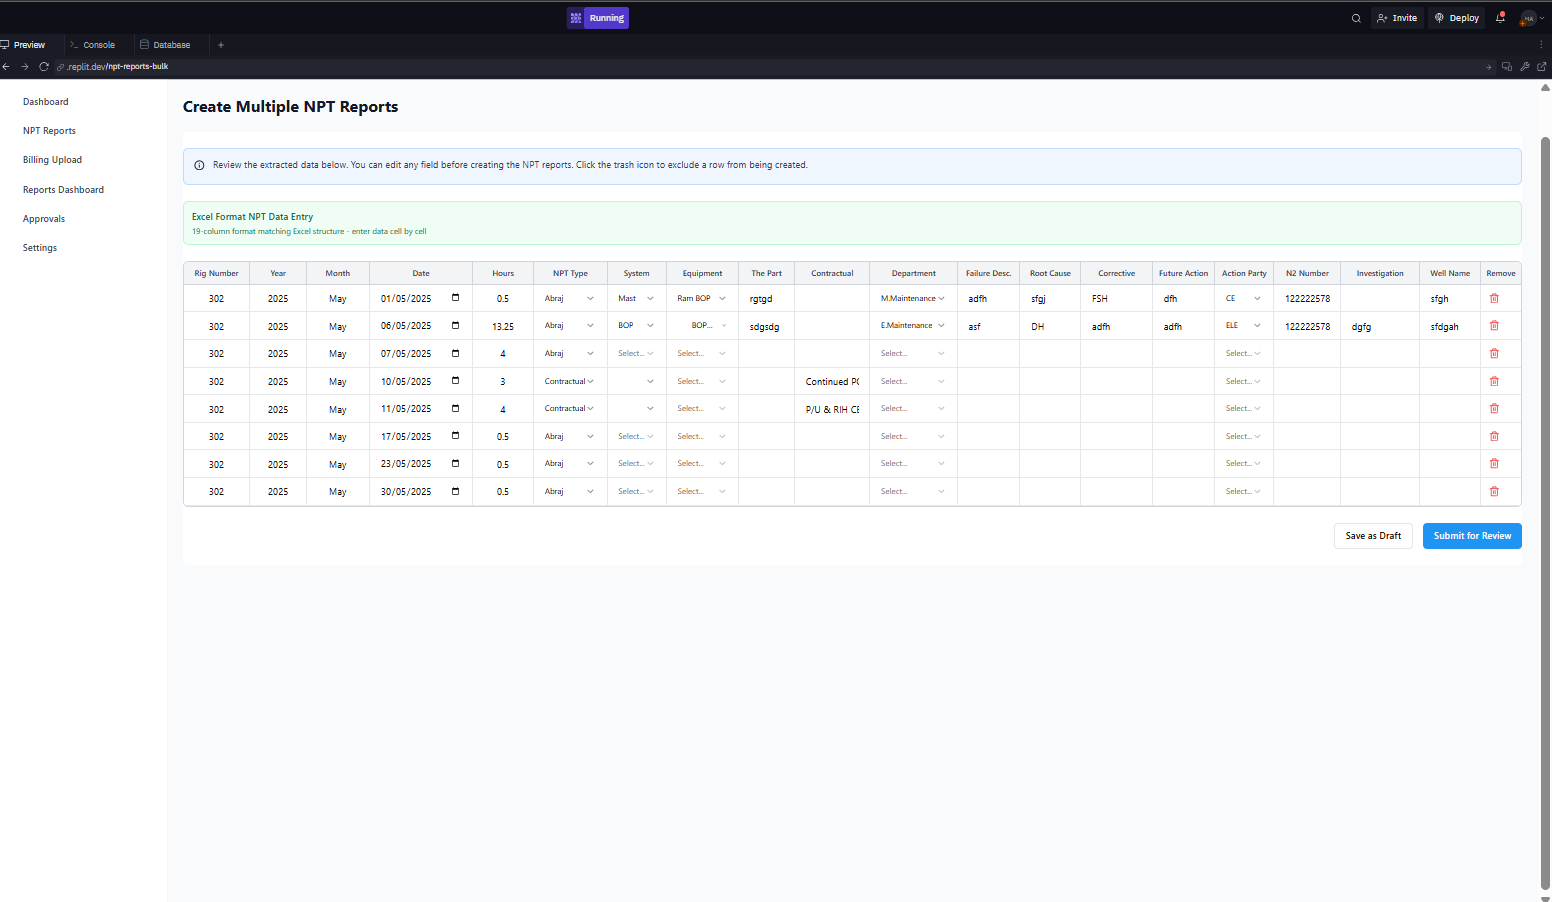 Running
Invite
Deploy
Preview
Console
Database
+
.replit.dev/npt-reports-bulk
Dashboard
NPT Reports
Billing Upload
Reports Dashboard
Approvals
Settings
Create Multiple NPT Reports
Review the extracted data below. You can edit any field before creating the NPT reports. Click the trash icon to exclude a row from being created.
Excel Format NPT Data Entry
19-column format matching Excel structure - enter data cell by cell
Rig Number Year Month Date Hours NPT Type System Equipment The Part Contractual Department Failure Desc. Root Cause Corrective Future Action Action Party N2 Number Investigation Well Name Remove
302 2025 May 01/05/2025 0.5 Abraj Mast Ram BOP rgtgd M.Maintenance adfh sfgj FSH dfh CE 122222578 sfgh
302 2025 May 06/05/2025 13.25 Abraj BOP BOP... sdgsdg E.Maintenance asf DH adfh adfh ELE 122222578 dgfg sfdgah
302 2025 May 07/05/2025 4 Abraj Select... Select... Select... Select...
302 2025 May 10/05/2025 3 Contractual Select... Continued PO Select... Select...
302 2025 May 11/05/2025 4 Contractual Select... P/U & RIH CE Select... Select...
302 2025 May 17/05/2025 0.5 Abraj Select... Select... Select... Select...
302 2025 May 23/05/2025 0.5 Abraj Select... Select... Select... Select...
302 2025 May 30/05/2025 0.5 Abraj Select... Select... Select... Select...
Save as Draft
Submit for Review